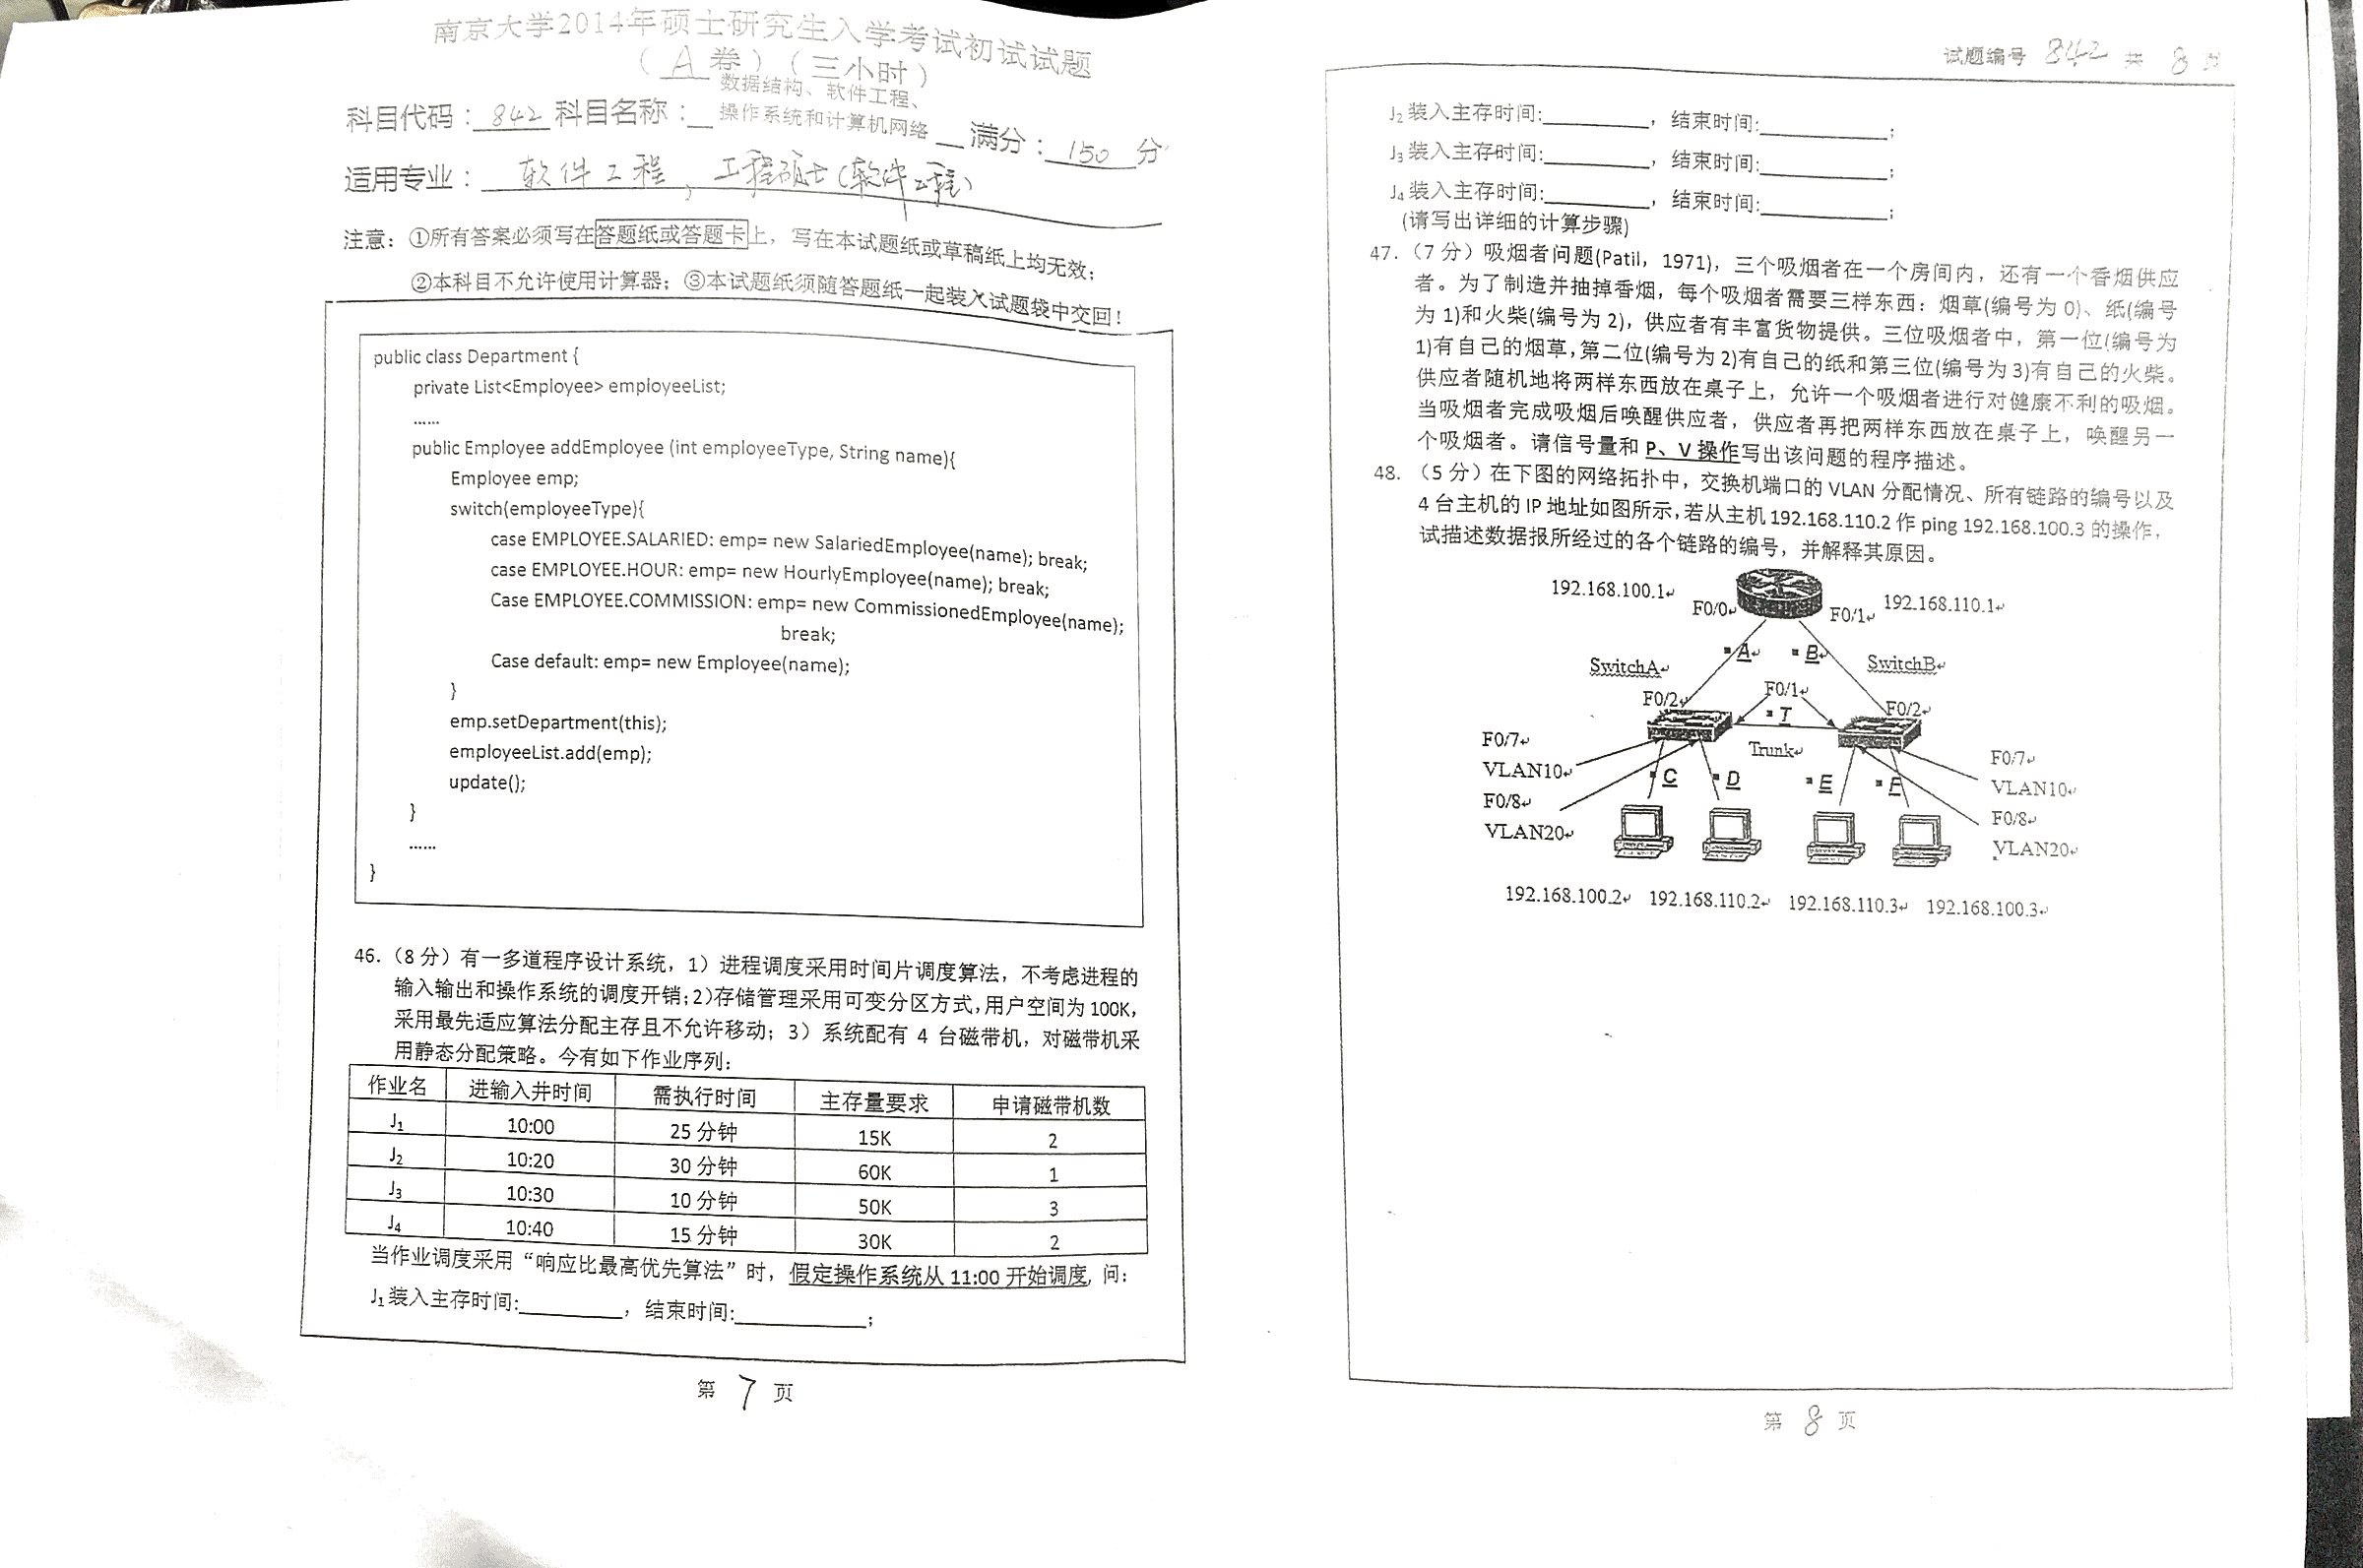 南京大学2014年硕士研究生入学考试初试试题
（ A 卷）（三小时）
科目代码：842 科目名称：数据结构、软件工程、
操作系统和计算机网络 满分：150 分
适用专业：软件工程，工程硕士（软件工程）
注意：①所有答案必须写在答题纸或答题卡上，写在本试题纸或草稿纸上均无效；
②本科目不允许使用计算器；③本试题纸须随答题纸一起装入试题袋中交回！
public class Department {
private List<Employee> employeeList;
......
public Employee addEmployee (int employeeType, String name){
Employee emp;
switch(employeeType){
case EMPLOYEE.SALARIED: emp= new SalariedEmployee(name); break;
case EMPLOYEE.HOUR: emp= new HourlyEmployee(name); break;
Case EMPLOYEE.COMMISSION: emp= new CommissionedEmployee(name);
break;
Case default: emp= new Employee(name);
}
emp.setDepartment(this);
employeeList.add(emp);
update();
}
......
}
46.（8 分）有一多道程序设计系统，1）进程调度采用时间片调度算法，不考虑进程的
输入输出和操作系统的调度开销；2)存储管理采用可变分区方式，用户空间为 100K，
采用最先适应算法分配主存且不允许移动；3）系统配有 4 台磁带机，对磁带机采
用静态分配策略。今有如下作业序列：
作业名 进输入井时间 需执行时间 主存量要求 申请磁带机数
J1 10:00 25 分钟 15K 2
J2 10:20 30 分钟 60K 1
J3 10:30 10 分钟 50K 3
J4 10:40 15 分钟 30K 2
当作业调度采用“响应比最高优先算法”时，假定操作系统从 11:00 开始调度，问：
J1 装入主存时间:__________，结束时间:____________；
第 7 页
试题编号 842 共 8 页
J2 装入主存时间:__________，结束时间:____________；
J3 装入主存时间:__________，结束时间:____________；
J4 装入主存时间:__________，结束时间:____________；
(请写出详细的计算步骤)
47.（7 分）吸烟者问题(Patil，1971)，三个吸烟者在一个房间内，还有一个香烟供应
者。为了制造并抽掉香烟，每个吸烟者需要三样东西：烟草(编号为 0)、纸(编号
为 1)和火柴(编号为 2)，供应者有丰富货物提供。三位吸烟者中，第一位(编号为
1)有自己的烟草，第二位(编号为 2)有自己的纸和第三位(编号为 3)有自己的火柴。
供应者随机地将两样东西放在桌子上，允许一个吸烟者进行对健康不利的吸烟。
当吸烟者完成吸烟后唤醒供应者，供应者再把两样东西放在桌子上，唤醒另一
个吸烟者。请信号量和 P、V 操作写出该问题的程序描述。
48.（5 分）在下图的网络拓扑中，交换机端口的 VLAN 分配情况、所有链路的编号以及
4 台主机的 IP 地址如图所示，若从主机 192.168.110.2 作 ping 192.168.100.3 的操作，
试描述数据报所经过的各个链路的编号，并解释其原因。
192.168.100.1
F0/0
F0/1
192.168.110.1
A
B
SwitchA
SwitchB
F0/2
F0/1
F0/2
T
Trunk
F0/7
VLAN10
F0/8
VLAN20
C
D
E
F
F0/7
VLAN10
F0/8
VLAN20
192.168.100.2 192.168.110.2 192.168.110.3 192.168.100.3
第 8 页